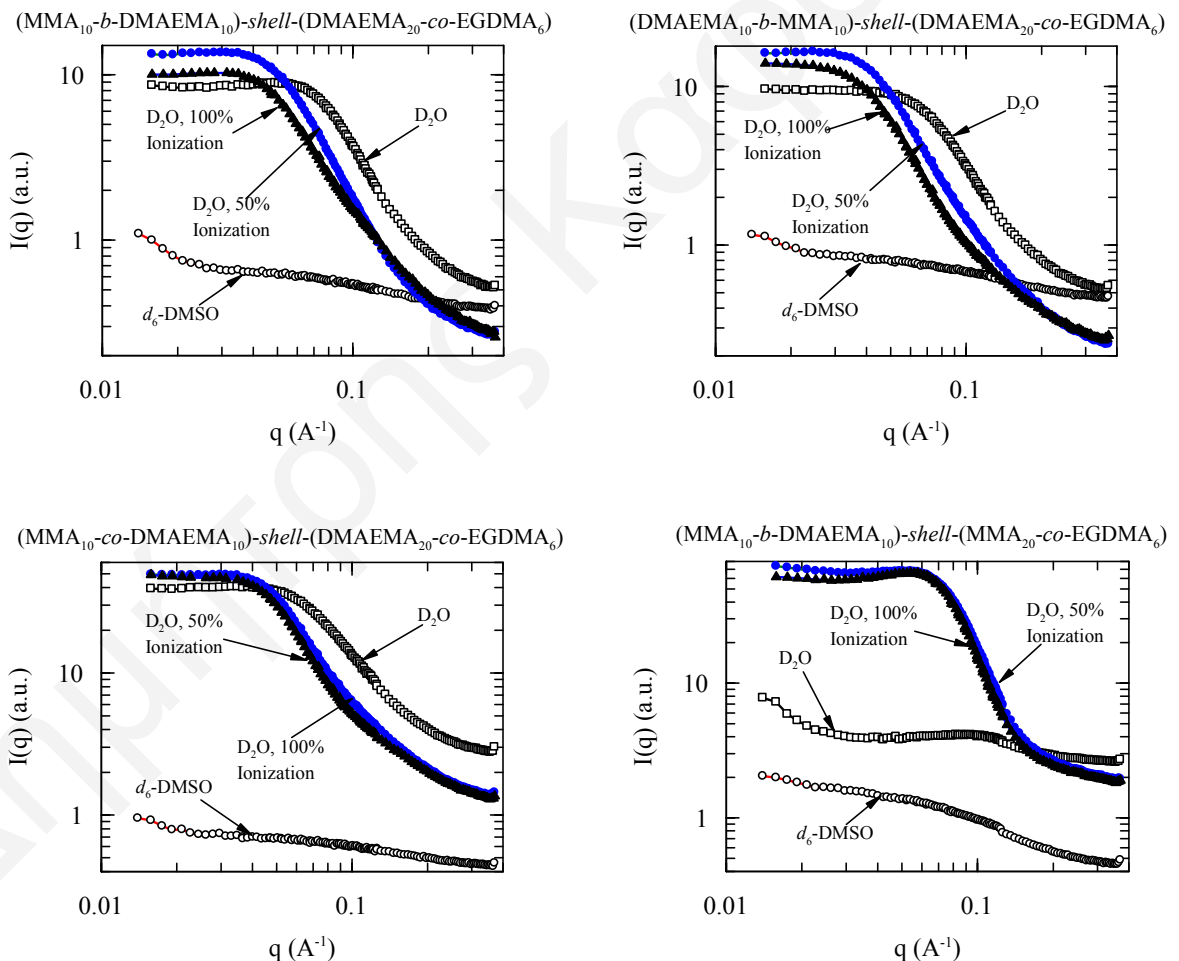 (MMA₁₀-b-DMAEMA₁₀)-shell-(DMAEMA₂₀-co-EGDMA₆)
10
1
I(q) (a.u.)
D₂O, 100%
Ionization
D₂O
D₂O, 50%
Ionization
d₆-DMSO
0.01
0.1
q (A⁻¹)
(DMAEMA₁₀-b-MMA₁₀)-shell-(DMAEMA₂₀-co-EGDMA₆)
10
1
I(q) (a.u.)
D₂O
D₂O, 100%
Ionization
D₂O, 50%
Ionization
d₆-DMSO
0.01
0.1
q (A⁻¹)
(MMA₁₀-co-DMAEMA₁₀)-shell-(DMAEMA₂₀-co-EGDMA₆)
10
1
I(q) (a.u.)
D₂O, 50%
Ionization
D₂O
D₂O, 100%
Ionization
d₆-DMSO
0.01
0.1
q (A⁻¹)
(MMA₁₀-b-DMAEMA₁₀)-shell-(MMA₂₀-co-EGDMA₆)
10
1
I(q) (a.u.)
D₂O, 100%
Ionization
D₂O, 50%
Ionization
D₂O
d₆-DMSO
0.01
0.1
q (A⁻¹)